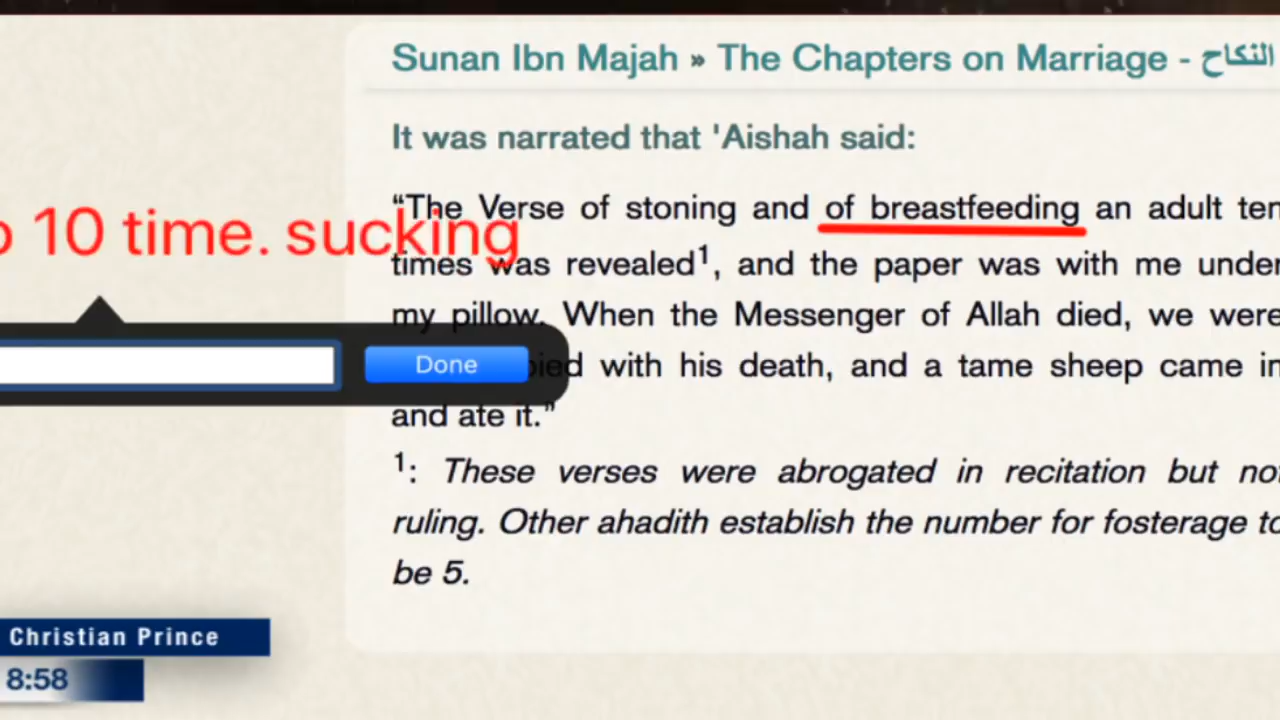 Sunan Ibn Majah » The Chapters on Marriage - النكاح
It was narrated that 'Aishah said:
10 time. sucking
“The Verse of stoning and of breastfeeding an adult
times was revealed1, and the paper was with me under
my pillow. When the Messenger of Allah died, we were
Done
with his death, and a tame sheep came in
and ate it.”
1: These verses were abrogated in recitation but not
ruling. Other ahadith establish the number for fosterage to
be 5.
Christian Prince
8:58